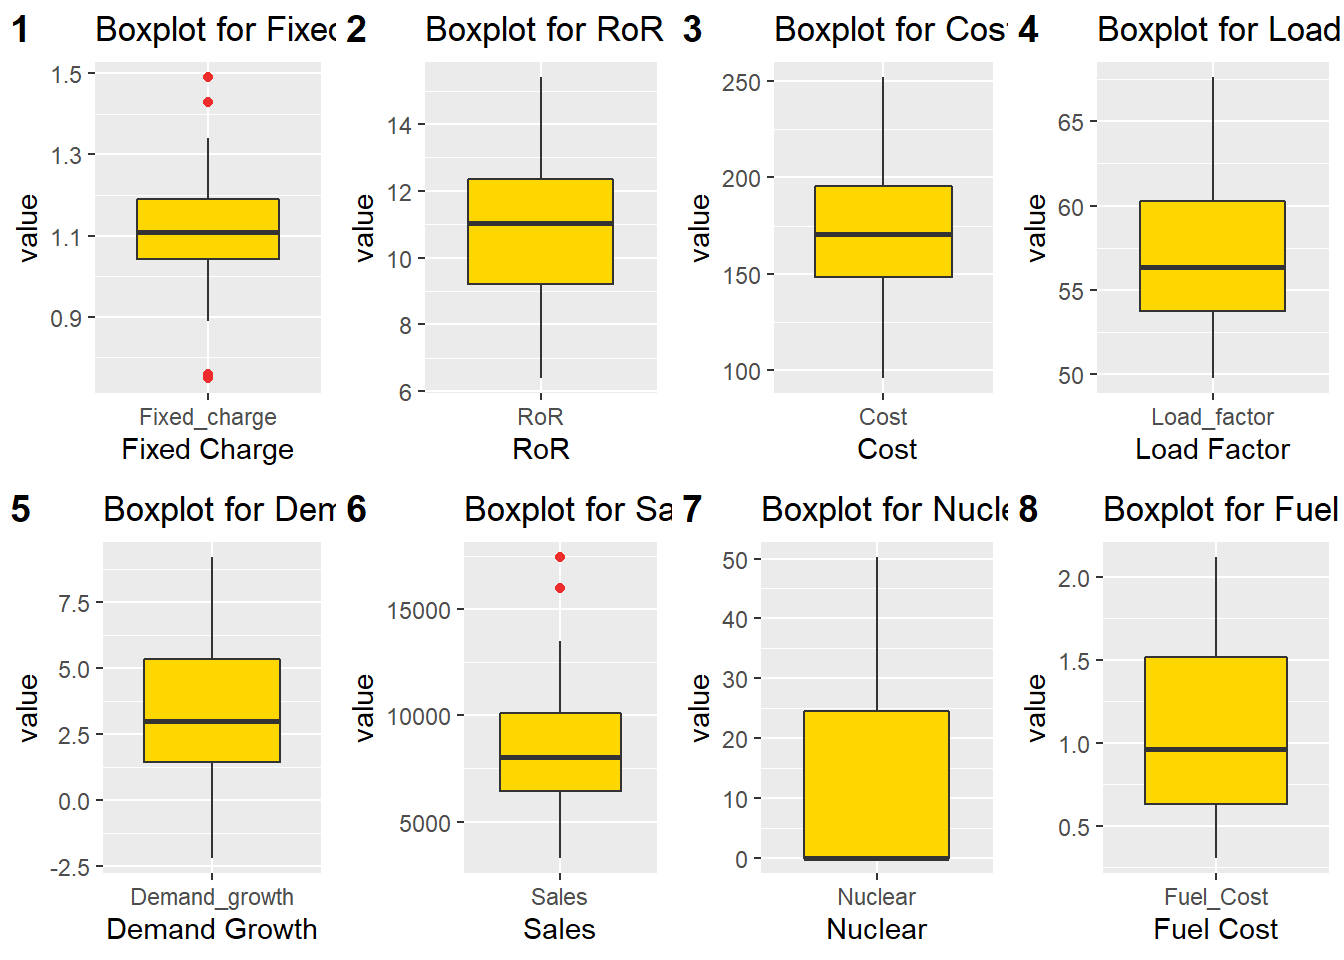 1 Boxplot for Fixed
1.5
1.3
1.1
0.9
value
Fixed_charge
Fixed Charge
2 Boxplot for RoR
14
12
10
8
6
value
RoR
RoR
3 Boxplot for Cos
250
200
150
100
value
Cost
Cost
4 Boxplot for Load
65
60
55
50
value
Load_factor
Load Factor
5 Boxplot for Dem
7.5
5.0
2.5
0.0
-2.5
value
Demand_growth
Demand Growth
6 Boxplot for Sa
15000
10000
5000
value
Sales
Sales
7 Boxplot for Nucle
50
40
30
20
10
0
value
Nuclear
Nuclear
8 Boxplot for Fuel
2.0
1.5
1.0
0.5
value
Fuel_Cost
Fuel Cost